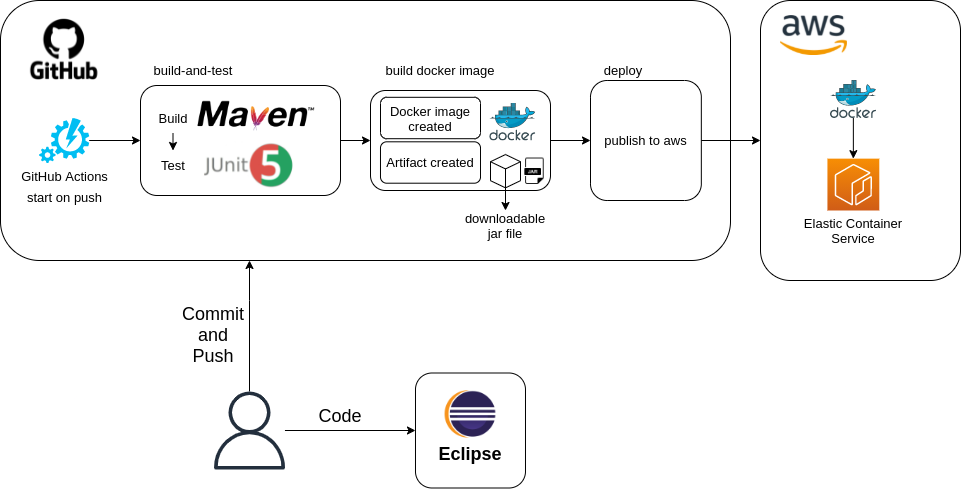 GitHub
build-and-test
build docker image
deploy
aws
Build
Maven™
Test
JUnit 5
Docker image
created
docker
Artifact created
JAR
publish to aws
docker
GitHub Actions
start on push
downloadable
jar file
Elastic Container
Service
Commit
and
Push
Code
Eclipse